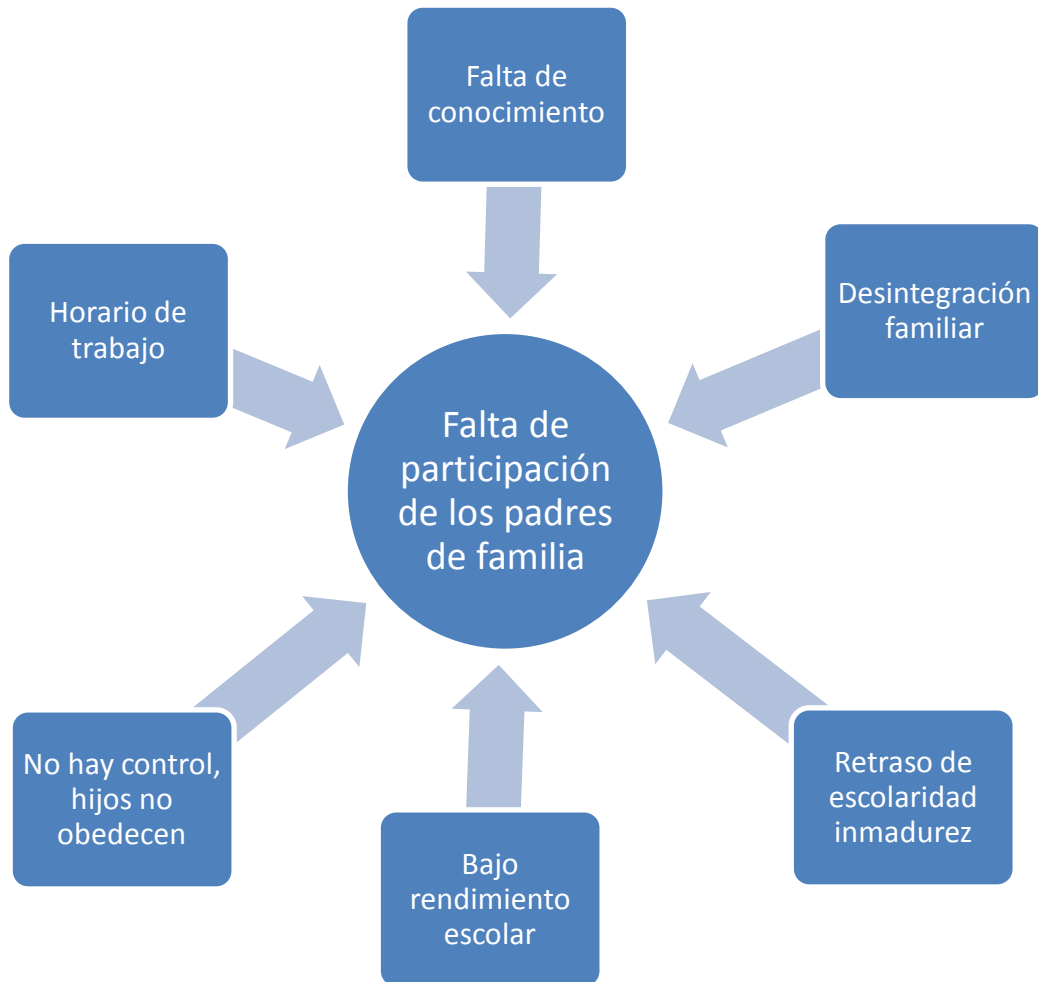 Falta de
conocimiento
Desintegración
familiar
Horario de
trabajo
Falta de
participación
de los padres
de familia
No hay control,
hijos no
obedecen
Bajo
rendimiento
escolar
Retraso de
escolaridad
inmadurez